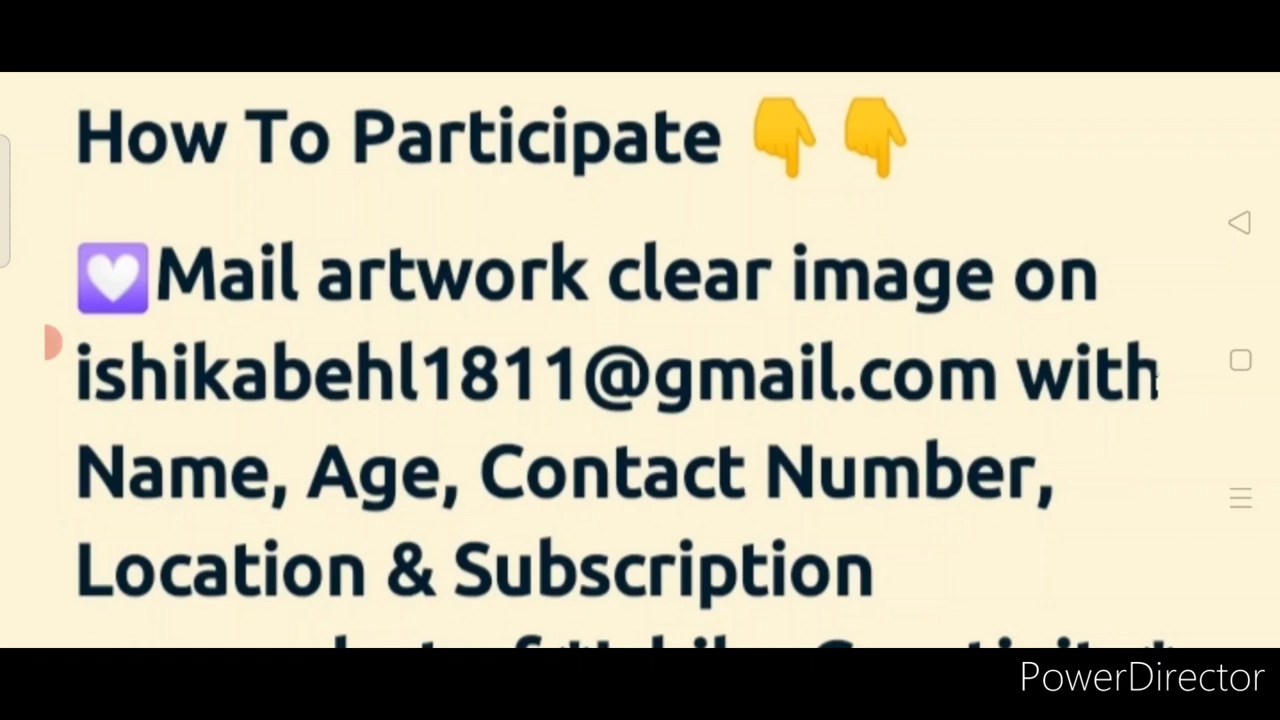 How To Participate 👇👇
💟Mail artwork clear image on
ishikabehl1811@gmail.com with
Name, Age, Contact Number,
Location & Subscription
of
PowerDirector